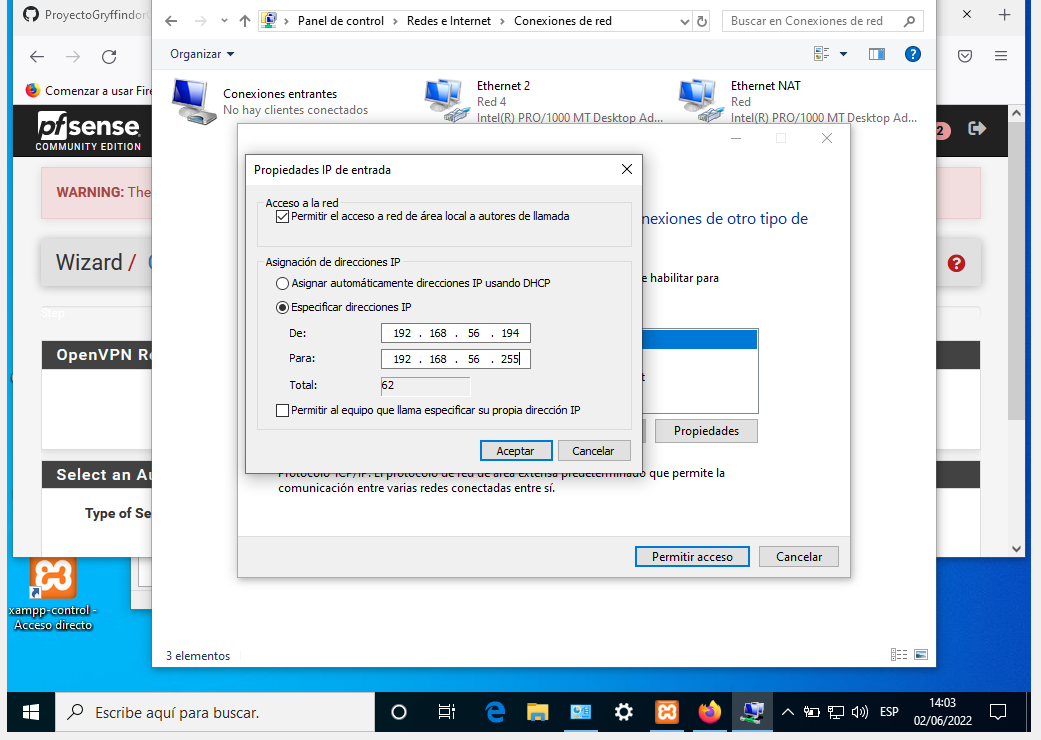 ProyectoGryffindor
Panel de control
Redes e Internet
Conexiones de red
Buscar en Conexiones de red
Organizar
Comenzar a usar Fire
Conexiones entrantes
No hay clientes conectados
Ethernet 2
Red 4
Intel(R) PRO/1000 MT Desktop Ad...
Ethernet NAT
Red
Intel(R) PRO/1000 MT Desktop Ad...
pfsense
COMMUNITY EDITION
2
WARNING: The
Wizard /
Step
OpenVPN Re
Select an Au
Type of Se
Propiedades IP de entrada
Acceso a la red
Permitir el acceso a red de área local a autores de llamada
Asignación de direcciones IP
Asignar automáticamente direcciones IP usando DHCP
Especificar direcciones IP
De:
192 . 168 . 56 . 194
Para:
192 . 168 . 56 . 255
Total:
62
Permitir al equipo que llama especificar su propia dirección IP
Aceptar
Cancelar
nexiones de otro tipo de
e habilitar para
t
Propiedades
Protocolo TCP/IP. El protocolo de red de área extensa predeterminado que permite la
comunicación entre varias redes conectadas entre sí.
Permitir acceso
Cancelar
xampp-control -
Acceso directo
3 elementos
Escribe aquí para buscar.
ESP
14:03
02/06/2022